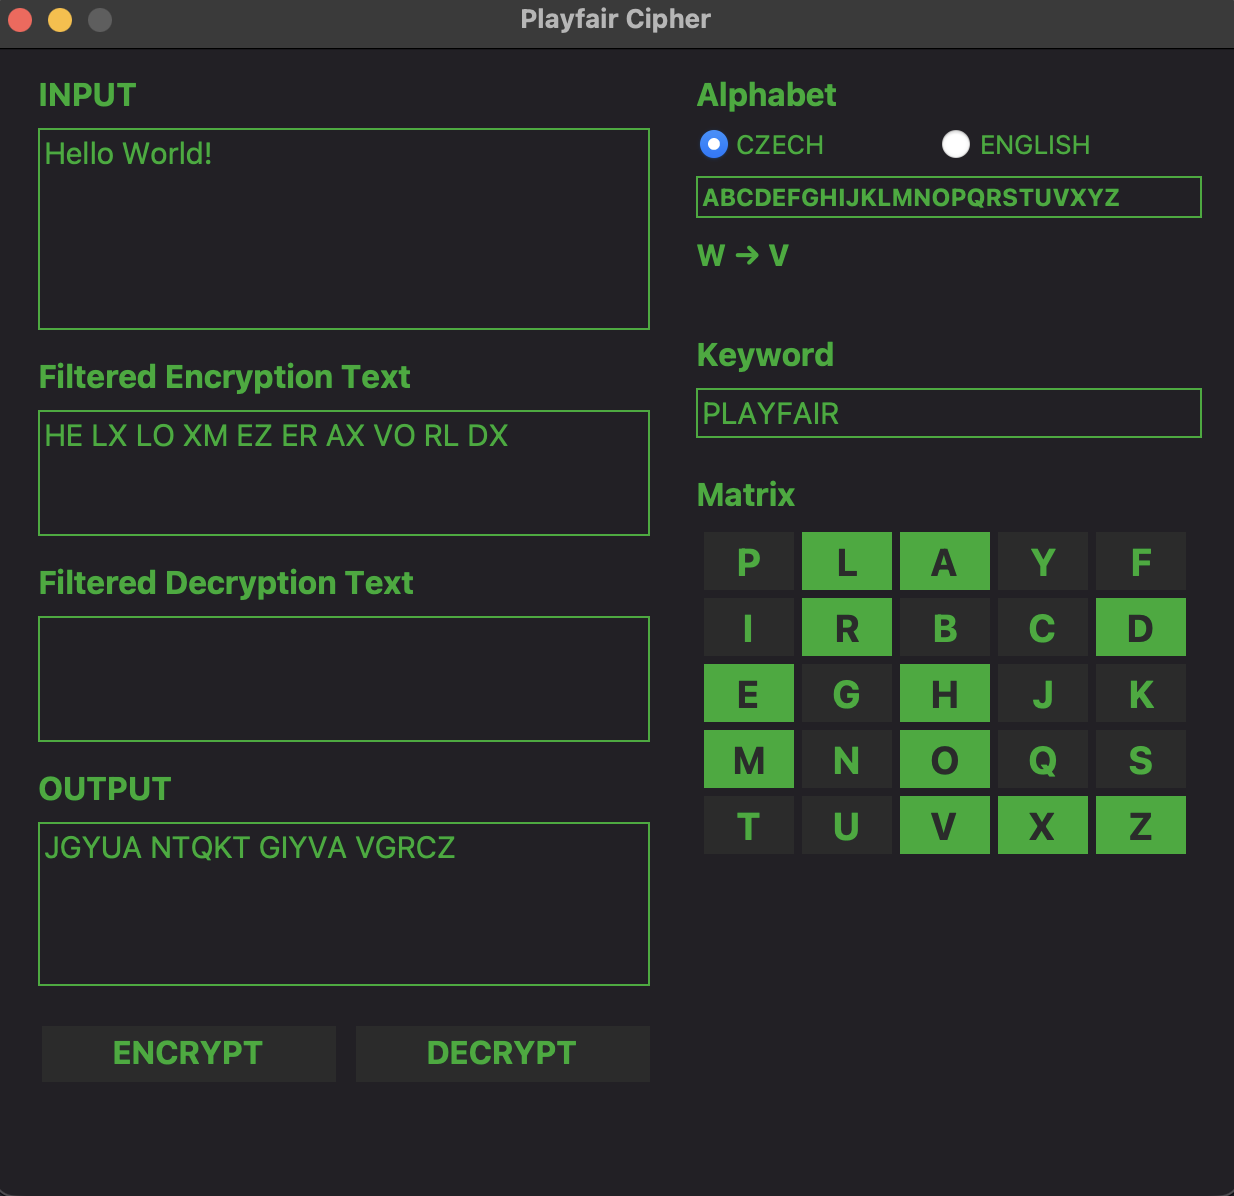 Playfair Cipher
INPUT
Hello World!
Filtered Encryption Text
HE LX LO XM EZ ER AX VO RL DX
Filtered Decryption Text
OUTPUT
JGYUA NTQKT GIYVA VGRCZ
ENCRYPT DECRYPT
Alphabet
CZECH ENGLISH
ABCDEFGHIJKLMNOPQRSTUVXYZ
W → V
Keyword
PLAYFAIR
Matrix
P L A Y F
I R B C D
E G H J K
M N O Q S
T U V X Z